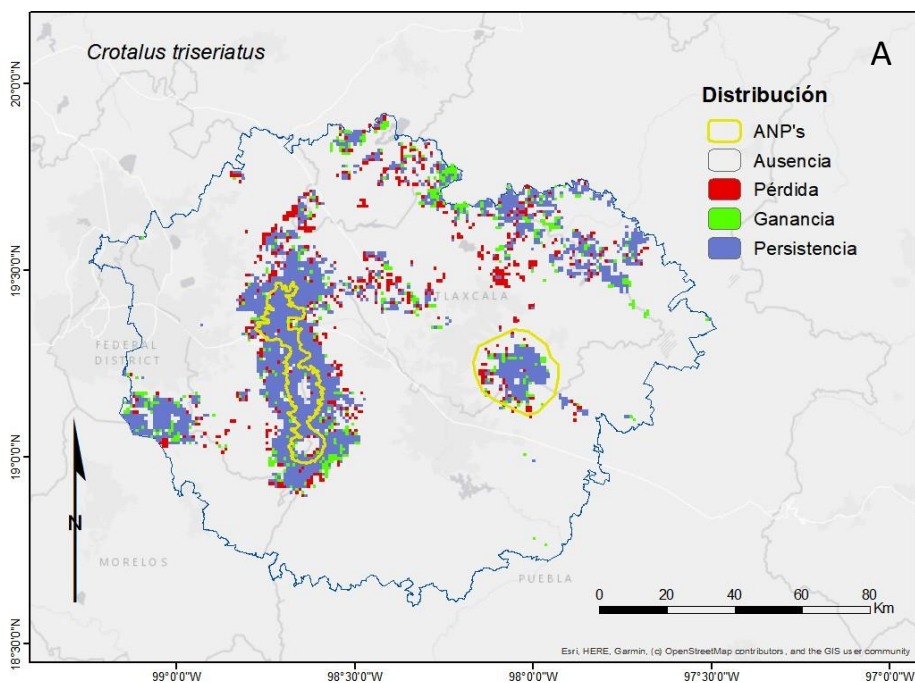 Crotalus triseriatus
A
Distribución
ANP's
Ausencia
Pérdida
Ganancia
Persistencia
20°0'0"N
19°30'0"N
19°0'0"N
18°30'0"N
TLAXCALA
FEDERAL
DISTRICT
MORELOS
PUEBLA
N
0 20 40 60 80
Km
Esri, HERE, Garmin, (c) OpenStreetMap contributors, and the GIS user community
99°0'0"W 98°30'0"W 98°0'0"W 97°30'0"W 97°0'0"W